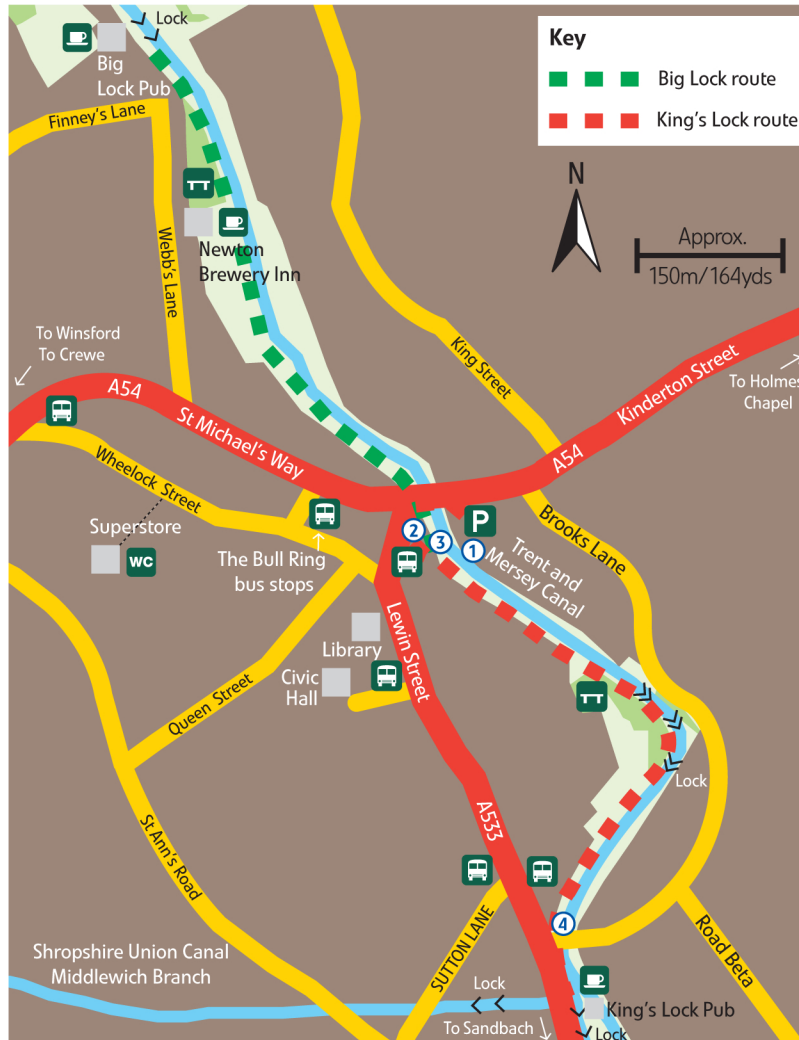 Lock
Big
Lock Pub
Finney's Lane
Key
Big Lock route
King's Lock route
N
Approx.
150m/164yds
Newton
Brewery Inn
Webb's Lane
To Winsford
To Crewe
A54
St Michael's Way
King Street
Kinderton Street
To Holmes
Chapel
A54
Wheelock Street
Superstore
WC
The Bull Ring
bus stops
P
2
3
1
Trent and
Mersey Canal
Brooks Lane
Library
Civic
Hall
Lewin Street
Queen Street
Lock
A533
St Ann's Road
SUTTON LANE
4
Road Beta
Shropshire Union Canal
Middlewich Branch
Lock
King's Lock Pub
To Sandbach
Lock